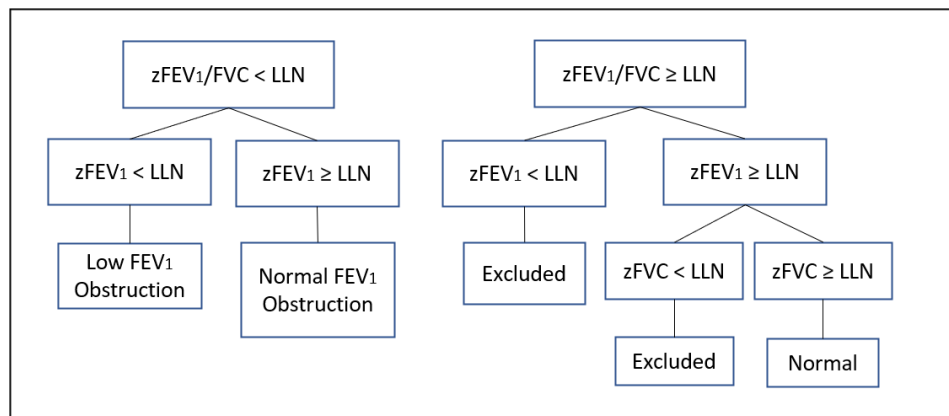 zFEV₁/FVC < LLN
zFEV₁/FVC ≥ LLN
zFEV₁ < LLN
zFEV₁ ≥ LLN
zFEV₁ < LLN
zFEV₁ ≥ LLN
Low FEV₁
Obstruction
Normal FEV₁
Obstruction
Excluded
zFVC < LLN
zFVC ≥ LLN
Excluded
Normal